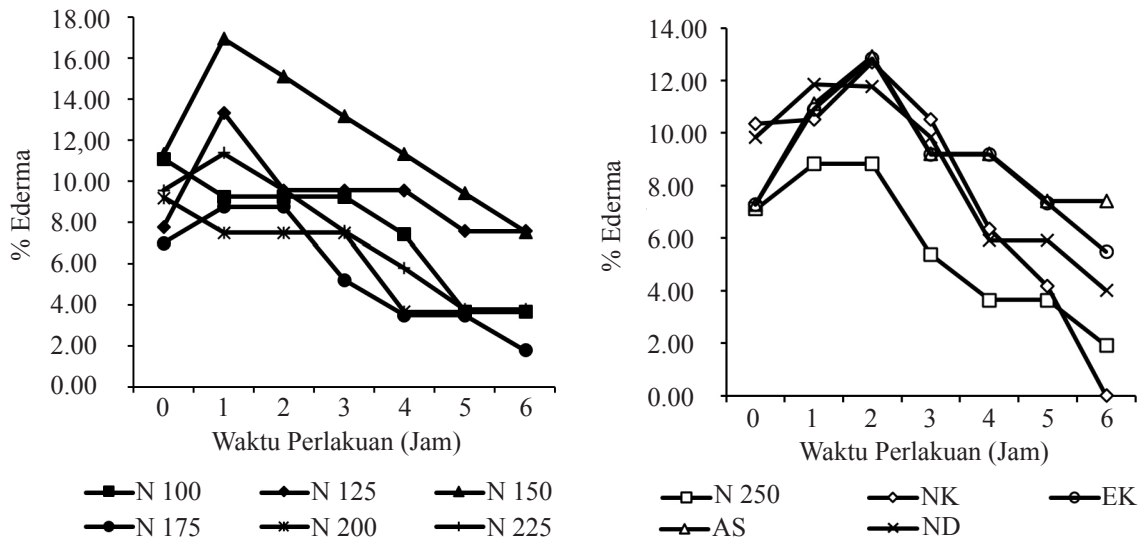 18.00
16.00
14.00
12.00
10.00
8.00
6.00
4.00
2.00
0.00
% Ederma
0 1 2 3 4 5 6
Waktu Perlakuan (Jam)
N 100 N 125 N 150
N 175 N 200 N 225
14.00
12.00
10.00
8.00
6.00
4.00
2.00
0.00
% Ederma
0 1 2 3 4 5 6
Waktu Perlakuan (Jam)
N 250 NK EK
AS ND